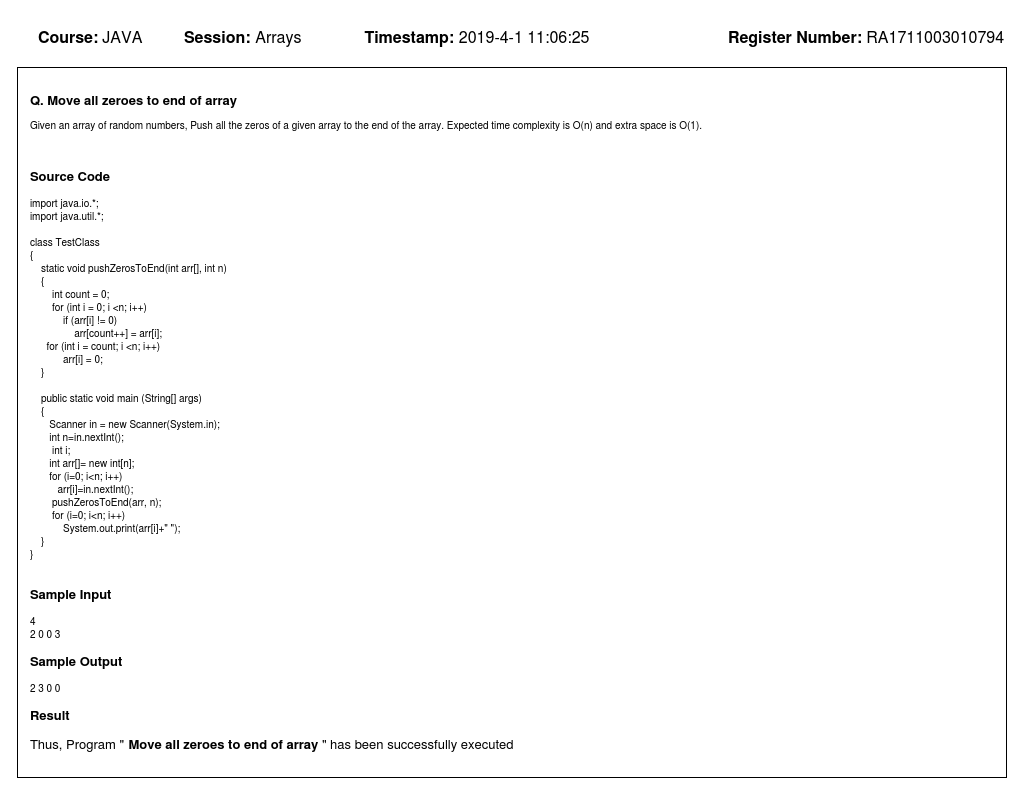 Course: JAVA Session: Arrays Timestamp: 2019-4-1 11:06:25 Register Number: RA1711003010794
Q. Move all zeroes to end of array
Given an array of random numbers, Push all the zeros of a given array to the end of the array. Expected time complexity is O(n) and extra space is O(1).
Source Code
import java.io.*;
import java.util.*;
class TestClass
{
    static void pushZerosToEnd(int arr[], int n)
    {
        int count = 0;
        for (int i = 0; i <n; i++)
            if (arr[i] != 0)
                arr[count++] = arr[i];
      for (int i = count; i <n; i++)
            arr[i] = 0;
    }
    public static void main (String[] args)
    {
       Scanner in = new Scanner(System.in);
       int n=in.nextInt();
        int i;
       int arr[]= new int[n];
       for (i=0; i<n; i++)
          arr[i]=in.nextInt();
        pushZerosToEnd(arr, n);
        for (i=0; i<n; i++)
            System.out.print(arr[i]+" ");
    }
}
Sample Input
4
2 0 0 3
Sample Output
2 3 0 0
Result
Thus, Program " Move all zeroes to end of array " has been successfully executed